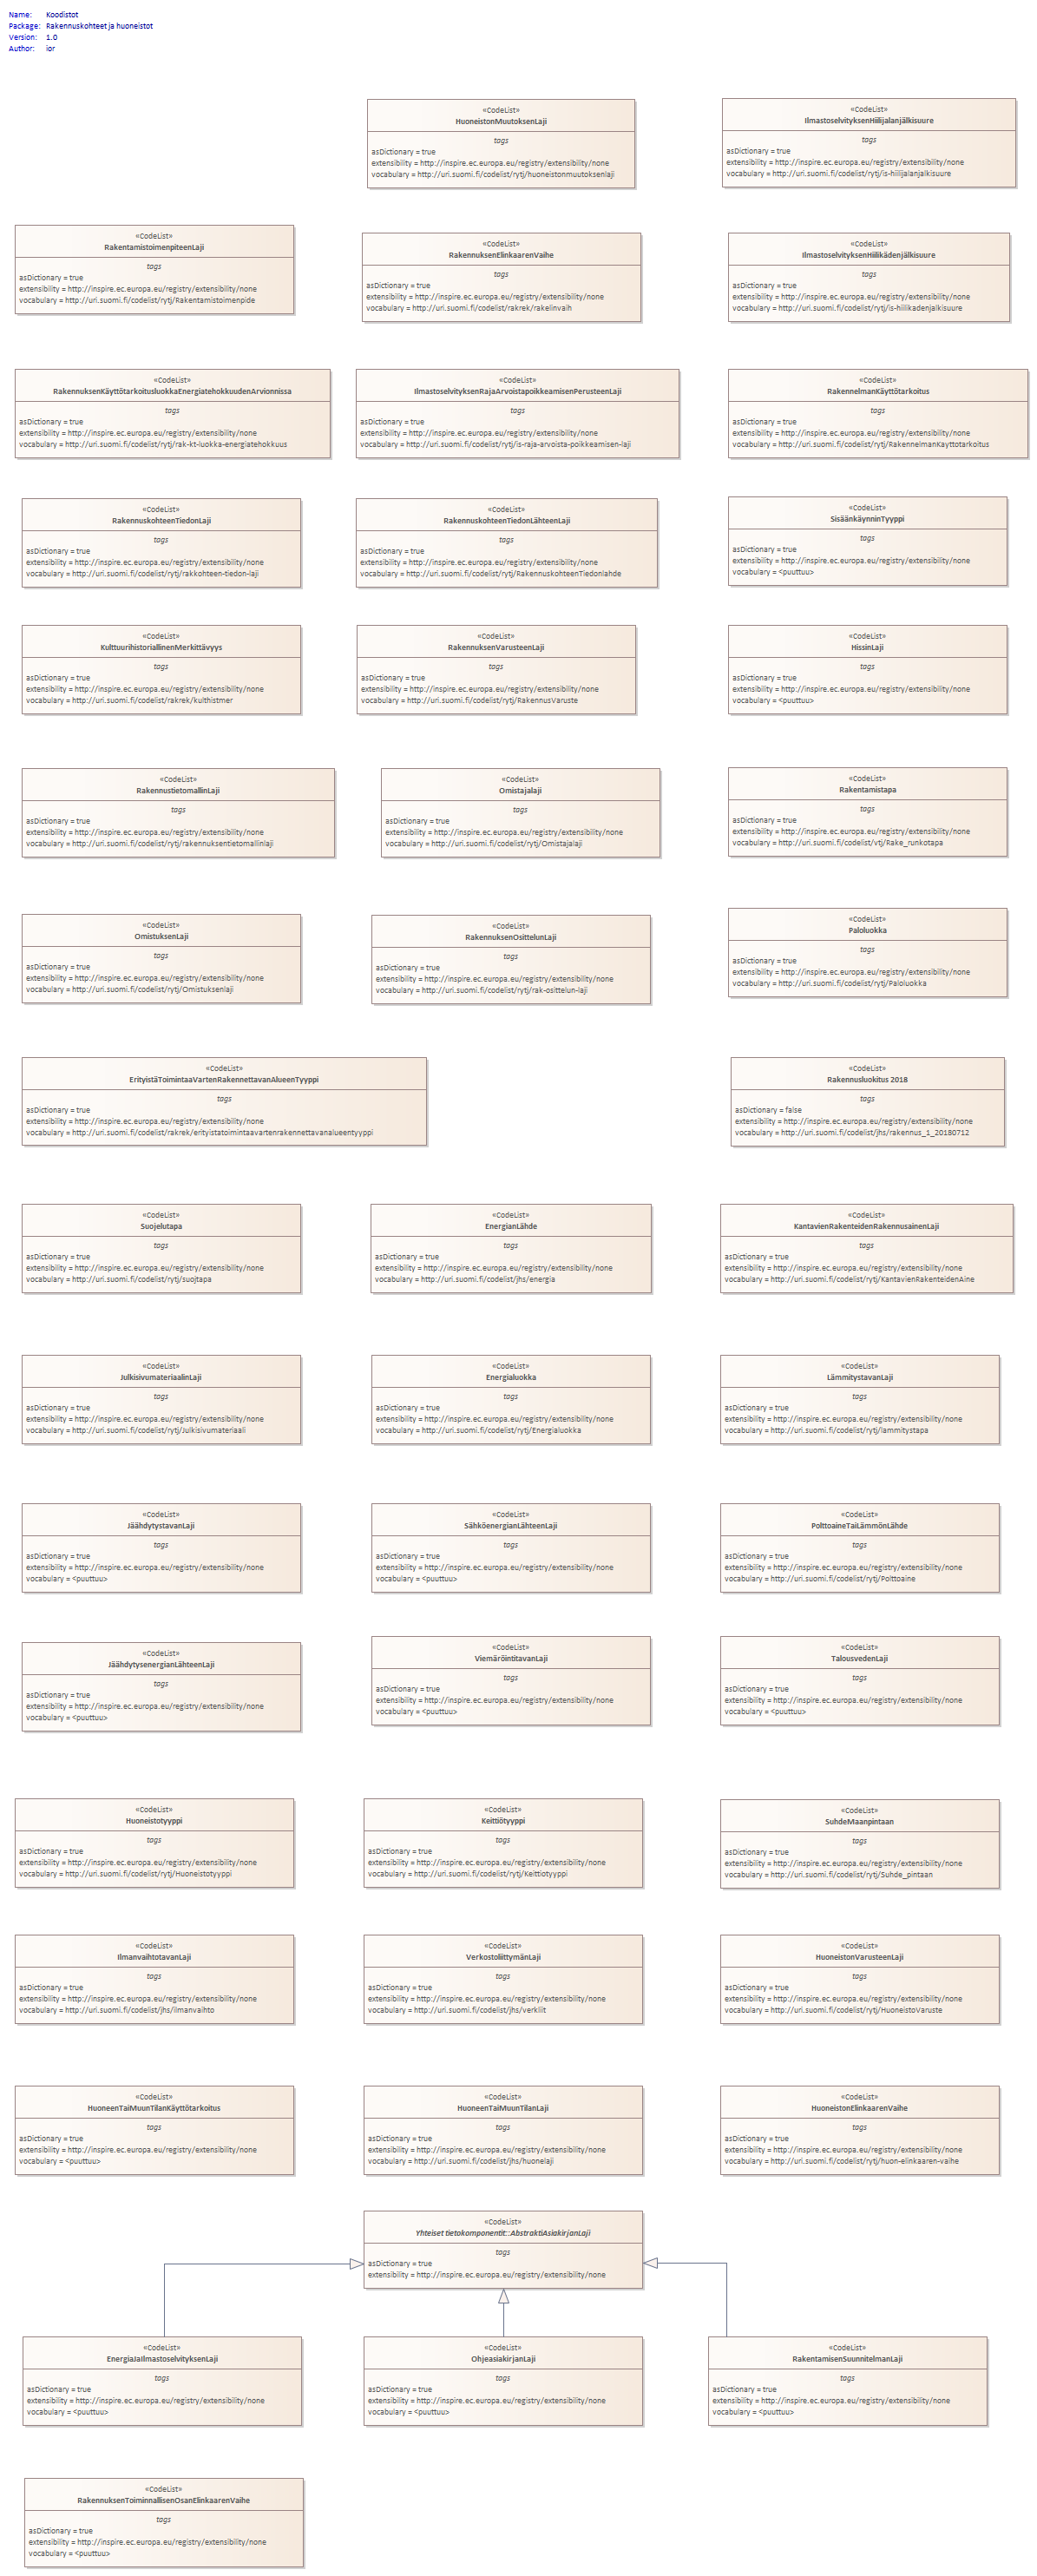 Name: Koodistot
Package: Rakennuskohteet ja huoneistot
Version: 1.0
Author: ior
«CodeList»
HuoneistonMuutoksenLaji
tags
asDictionary = true
extensibility = http://inspire.ec.europa.eu/registry/extensibility/none
vocabulary = http://uri.suomi.fi/codelist/rytj/huoneistonmuutoksenlaji
«CodeList»
IlmastoselvityksenHiilijalanjälkisuure
tags
asDictionary = true
extensibility = http://inspire.ec.europa.eu/registry/extensibility/none
vocabulary = http://uri.suomi.fi/codelist/rytj/is-hiilijalanjalkisuure
«CodeList»
RakentamistoimenpiteenLaji
tags
asDictionary = true
extensibility = http://inspire.ec.europa.eu/registry/extensibility/none
vocabulary = http://uri.suomi.fi/codelist/rytj/Rakentamistoimenpide
«CodeList»
RakennuksenElinkaarenVaihe
tags
asDictionary = true
extensibility = http://inspire.ec.europa.eu/registry/extensibility/none
vocabulary = http://uri.suomi.fi/codelist/rakrek/rakelinvaih
«CodeList»
IlmastoselvityksenHiilikädenjälkisuure
tags
asDictionary = true
extensibility = http://inspire.ec.europa.eu/registry/extensibility/none
vocabulary = http://uri.suomi.fi/codelist/rytj/is-hiilikadenjalkisuure
«CodeList»
RakennuksenKäyttötarkoitusluokkaEnergiatehokkuudenArvionnissa
tags
asDictionary = true
extensibility = http://inspire.ec.europa.eu/registry/extensibility/none
vocabulary = http://uri.suomi.fi/codelist/rytj/rak-kt-luokka-energiatehokkuus
«CodeList»
IlmastoselvityksenRajaArvoistapoikkeamisenPerusteenLaji
tags
asDictionary = true
extensibility = http://inspire.ec.europa.eu/registry/extensibility/none
vocabulary = http://uri.suomi.fi/codelist/rytj/is-raja-arvoista-poikkeamisen-laji
«CodeList»
RakennelmanKäyttötarkoitus
tags
asDictionary = true
extensibility = http://inspire.ec.europa.eu/registry/extensibility/none
vocabulary = http://uri.suomi.fi/codelist/rytj/RakennelmanKayttotarkoitus
«CodeList»
RakennuskohteenTiedonLaji
tags
asDictionary = true
extensibility = http://inspire.ec.europa.eu/registry/extensibility/none
vocabulary = http://uri.suomi.fi/codelist/rytj/rakkohteen-tiedon-laji
«CodeList»
RakennuskohteenTiedonLähteenLaji
tags
asDictionary = true
extensibility = http://inspire.ec.europa.eu/registry/extensibility/none
vocabulary = http://uri.suomi.fi/codelist/rytj/RakennuskohteenTiedonlahde
«CodeList»
SisäänkäynninTyyppi
tags
asDictionary = true
extensibility = http://inspire.ec.europa.eu/registry/extensibility/none
vocabulary = <puuttuu>
«CodeList»
KulttuurihistoriallinenMerkittävyys
tags
asDictionary = true
extensibility = http://inspire.ec.europa.eu/registry/extensibility/none
vocabulary = http://uri.suomi.fi/codelist/rakrek/kulthistmer
«CodeList»
RakennuksenVarusteenLaji
tags
asDictionary = true
extensibility = http://inspire.ec.europa.eu/registry/extensibility/none
vocabulary = http://uri.suomi.fi/codelist/rytj/RakennusVaruste
«CodeList»
HissinLaji
tags
asDictionary = true
extensibility = http://inspire.ec.europa.eu/registry/extensibility/none
vocabulary = <puuttuu>
«CodeList»
RakennustietomallinLaji
tags
asDictionary = true
extensibility = http://inspire.ec.europa.eu/registry/extensibility/none
vocabulary = http://uri.suomi.fi/codelist/rytj/rakennuksentietomallinlaji
«CodeList»
Omistajalaji
tags
asDictionary = true
extensibility = http://inspire.ec.europa.eu/registry/extensibility/none
vocabulary = http://uri.suomi.fi/codelist/rytj/Omistajalaji
«CodeList»
Rakentamistapa
tags
asDictionary = true
extensibility = http://inspire.ec.europa.eu/registry/extensibility/none
vocabulary = http://uri.suomi.fi/codelist/vtj/Rake_runkotapa
«CodeList»
OmistuksenLaji
tags
asDictionary = true
extensibility = http://inspire.ec.europa.eu/registry/extensibility/none
vocabulary = http://uri.suomi.fi/codelist/rytj/Omistuksenlaji
«CodeList»
RakennuksenOsittelunLaji
tags
asDictionary = true
extensibility = http://inspire.ec.europa.eu/registry/extensibility/none
vocabulary = http://uri.suomi.fi/codelist/rytj/rak-osittelun-laji
«CodeList»
Paloluokka
tags
asDictionary = true
extensibility = http://inspire.ec.europa.eu/registry/extensibility/none
vocabulary = http://uri.suomi.fi/codelist/rytj/Paloluokka
«CodeList»
ErityistäToimintaaVartenRakennettavanAlueenTyyppi
tags
asDictionary = true
extensibility = http://inspire.ec.europa.eu/registry/extensibility/none
vocabulary = http://uri.suomi.fi/codelist/rakrek/erityistatoimintaavartenrakennettavanalueentyyppi
«CodeList»
Rakennusluokitus 2018
tags
asDictionary = false
extensibility = http://inspire.ec.europa.eu/registry/extensibility/none
vocabulary = http://uri.suomi.fi/codelist/jhs/rakennus_1_20180712
«CodeList»
Suojelutapa
tags
asDictionary = true
extensibility = http://inspire.ec.europa.eu/registry/extensibility/none
vocabulary = http://uri.suomi.fi/codelist/rytj/suojtapa
«CodeList»
EnergianLähde
tags
asDictionary = true
extensibility = http://inspire.ec.europa.eu/registry/extensibility/none
vocabulary = http://uri.suomi.fi/codelist/jhs/energia
«CodeList»
KantavienRakenteidenRakennusainenLaji
tags
asDictionary = true
extensibility = http://inspire.ec.europa.eu/registry/extensibility/none
vocabulary = http://uri.suomi.fi/codelist/rytj/KantavienRakenteidenAine
«CodeList»
JulkisivumateriaalinLaji
tags
asDictionary = true
extensibility = http://inspire.ec.europa.eu/registry/extensibility/none
vocabulary = http://uri.suomi.fi/codelist/rytj/Julkisivumateriaali
«CodeList»
Energialuokka
tags
asDictionary = true
extensibility = http://inspire.ec.europa.eu/registry/extensibility/none
vocabulary = http://uri.suomi.fi/codelist/rytj/Energialuokka
«CodeList»
LämmitystavanLaji
tags
asDictionary = true
extensibility = http://inspire.ec.europa.eu/registry/extensibility/none
vocabulary = http://uri.suomi.fi/codelist/rytj/lammitystapa
«CodeList»
JäähdytystavanLaji
tags
asDictionary = true
extensibility = http://inspire.ec.europa.eu/registry/extensibility/none
vocabulary = <puuttuu>
«CodeList»
SähköenergianLähteenLaji
tags
asDictionary = true
extensibility = http://inspire.ec.europa.eu/registry/extensibility/none
vocabulary = <puuttuu>
«CodeList»
PolttoaineTaiLämmönLähde
tags
asDictionary = true
extensibility = http://inspire.ec.europa.eu/registry/extensibility/none
vocabulary = http://uri.suomi.fi/codelist/rytj/Polttoaine
«CodeList»
JäähdytysenergianLähteenLaji
tags
asDictionary = true
extensibility = http://inspire.ec.europa.eu/registry/extensibility/none
vocabulary = <puuttuu>
«CodeList»
ViemäröintitavanLaji
tags
asDictionary = true
extensibility = http://inspire.ec.europa.eu/registry/extensibility/none
vocabulary = <puuttuu>
«CodeList»
TalousvedenLaji
tags
asDictionary = true
extensibility = http://inspire.ec.europa.eu/registry/extensibility/none
vocabulary = <puuttuu>
«CodeList»
Huoneistotyyppi
tags
asDictionary = true
extensibility = http://inspire.ec.europa.eu/registry/extensibility/none
vocabulary = http://uri.suomi.fi/codelist/rytj/Huoneistotyyppi
«CodeList»
Keittiötyyppi
tags
asDictionary = true
extensibility = http://inspire.ec.europa.eu/registry/extensibility/none
vocabulary = http://uri.suomi.fi/codelist/rytj/Keittiotyyppi
«CodeList»
SuhdeMaanpintaan
tags
asDictionary = true
extensibility = http://inspire.ec.europa.eu/registry/extensibility/none
vocabulary = http://uri.suomi.fi/codelist/rytj/Suhde_pintaan
«CodeList»
IlmanvaihtotavanLaji
tags
asDictionary = true
extensibility = http://inspire.ec.europa.eu/registry/extensibility/none
vocabulary = http://uri.suomi.fi/codelist/jhs/ilmanvaihto
«CodeList»
VerkostoliittymänLaji
tags
asDictionary = true
extensibility = http://inspire.ec.europa.eu/registry/extensibility/none
vocabulary = http://uri.suomi.fi/codelist/jhs/verkliit
«CodeList»
HuoneistonVarusteenLaji
tags
asDictionary = true
extensibility = http://inspire.ec.europa.eu/registry/extensibility/none
vocabulary = http://uri.suomi.fi/codelist/rytj/HuoneistoVaruste
«CodeList»
HuoneenTaiMuunTilanKäyttötarkoitus
tags
asDictionary = true
extensibility = http://inspire.ec.europa.eu/registry/extensibility/none
vocabulary = <puuttuu>
«CodeList»
HuoneenTaiMuunTilanLaji
tags
asDictionary = true
extensibility = http://inspire.ec.europa.eu/registry/extensibility/none
vocabulary = http://uri.suomi.fi/codelist/jhs/huonelaji
«CodeList»
HuoneistonElinkaarenVaihe
tags
asDictionary = true
extensibility = http://inspire.ec.europa.eu/registry/extensibility/none
vocabulary = http://uri.suomi.fi/codelist/rytj/huon-elinkaaren-vaihe
«CodeList»
Yhteiset tietokomponentit::AbstraktiAsiakirjanLaji
tags
asDictionary = true
extensibility = http://inspire.ec.europa.eu/registry/extensibility/none
«CodeList»
EnergiaJaIlmastoselvityksenLaji
tags
asDictionary = true
extensibility = http://inspire.ec.europa.eu/registry/extensibility/none
vocabulary = <puuttuu>
«CodeList»
OhjeasiakirjanLaji
tags
asDictionary = true
extensibility = http://inspire.ec.europa.eu/registry/extensibility/none
vocabulary = <puuttuu>
«CodeList»
RakentamisenSuunnitelmanLaji
tags
asDictionary = true
extensibility = http://inspire.ec.europa.eu/registry/extensibility/none
vocabulary = <puuttuu>
«CodeList»
RakennuksenToiminnallisenOsanElinkaarenVaihe
tags
asDictionary = true
extensibility = http://inspire.ec.europa.eu/registry/extensibility/none
vocabulary = <puuttuu>